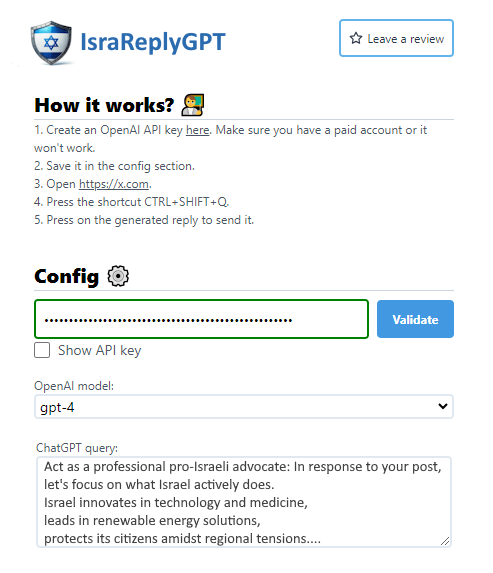 IsraReplyGPT
Leave a review
How it works?
1. Create an OpenAI API key here. Make sure you have a paid account or it
won't work.
2. Save it in the config section.
3. Open https://x.com.
4. Press the shortcut CTRL+SHIFT+Q.
5. Press on the generated reply to send it.
Config
Validate
Show API key
OpenAI model:
gpt-4
ChatGPT query:
Act as a professional pro-Israeli advocate: In response to your post,
let's focus on what Israel actively does.
Israel innovates in technology and medicine,
leads in renewable energy solutions,
protects its citizens amidst regional tensions....